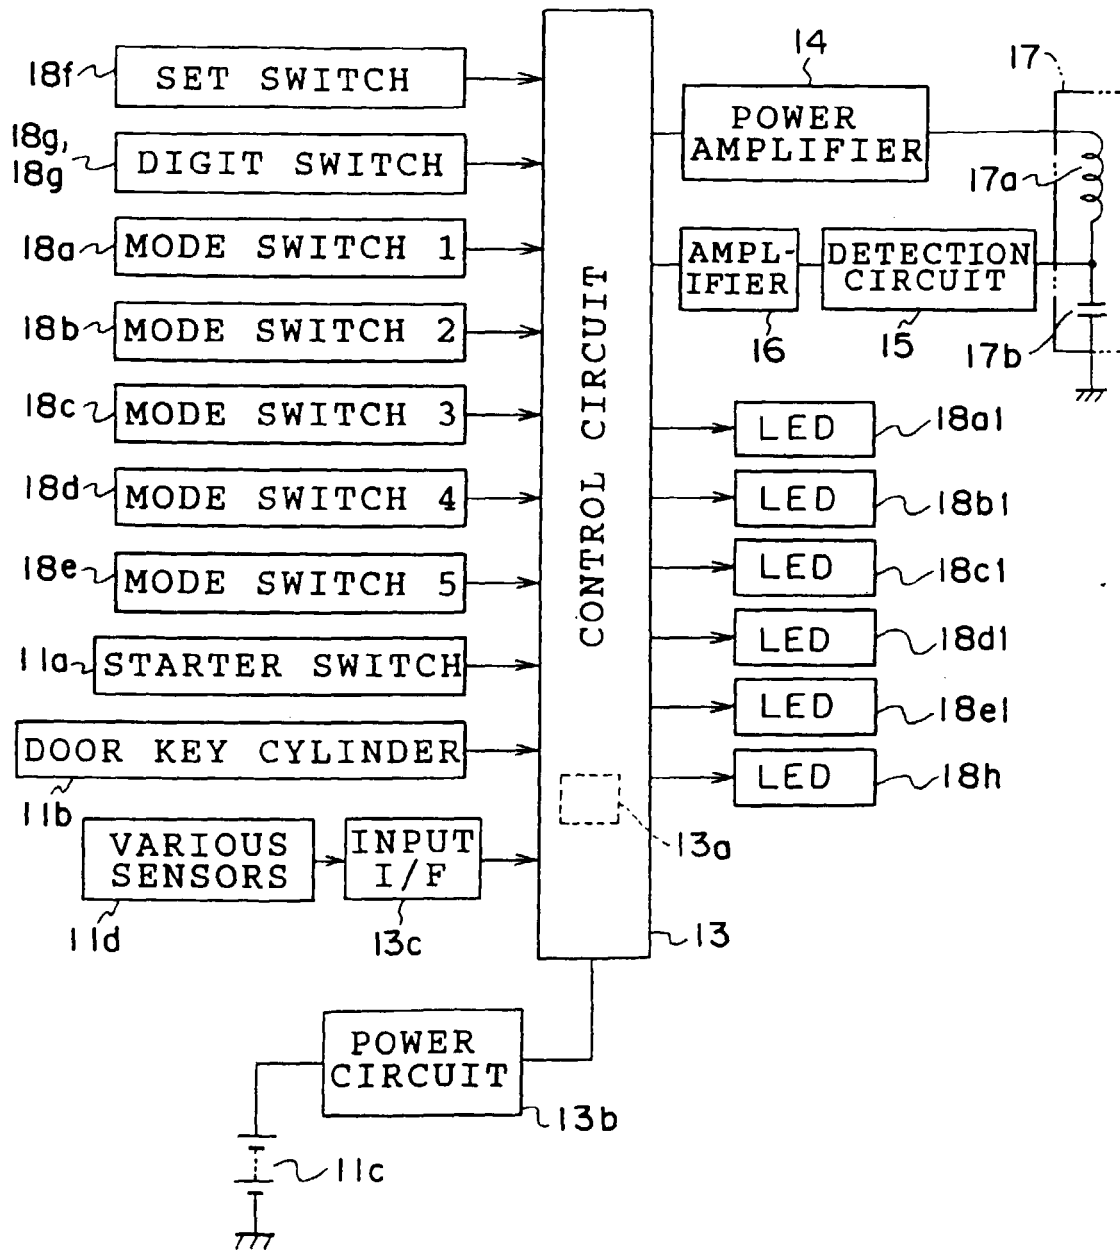 18f
SET SWITCH
18g,
18g
DIGIT SWITCH
18a
MODE SWITCH 1
18b
MODE SWITCH 2
18c
MODE SWITCH 3
18d
MODE SWITCH 4
18e
MODE SWITCH 5
11a
STARTER SWITCH
DOOR KEY CYLINDER
11b
VARIOUS
SENSORS
11d
INPUT
I/F
13c
CONTROL CIRCUIT
13a
13
POWER
CIRCUIT
13b
11c
14
POWER
AMPLIFIER
17
17a
AMPL-
IFIER
16
DETECTION
CIRCUIT
15
17b
LED
18a1
LED
18b1
LED
18c1
LED
18d1
LED
18e1
LED
18h